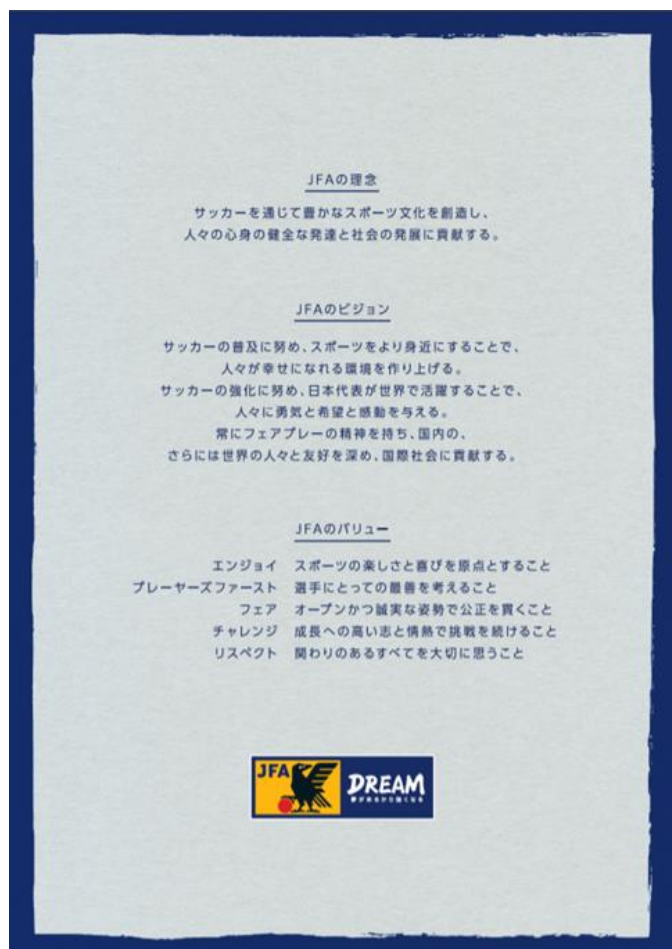 JFAの理念
サッカーを通じて豊かなスポーツ文化を創造し、
人々の心身の健全な発達と社会の発展に貢献する。
JFAのビジョン
サッカーの普及に努め、スポーツをより身近にすることで、
人々が幸せになれる環境を作り上げる。
サッカーの強化に努め、日本代表が世界で活躍することで、
人々に勇気と希望と感動を与える。
常にフェアプレーの精神を持ち、国内の、
さらには世界の人々と友好を深め、国際社会に貢献する。
JFAのバリュー
エンジョイ スポーツの楽しさと喜びを原点とすること
プレーヤーズファースト 選手にとっての最善を考えること
フェア オープンかつ誠実な姿勢で公正を貫くこと
チャレンジ 成長への高い志と情熱で挑戦を続けること
リスペクト 関わりのあるすべてを大切に思うこと
JFA DREAM
夢があるから強くなる